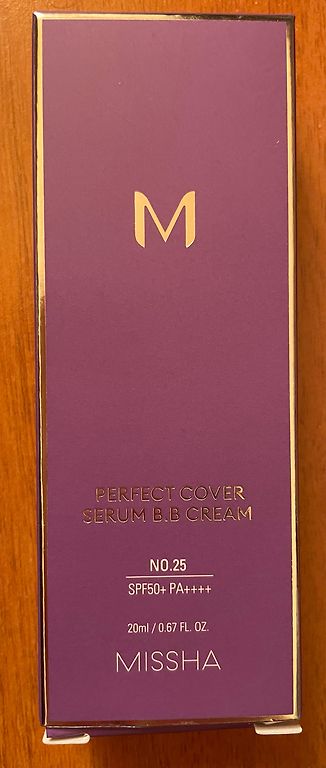 M
PERFECT COVER
SERUM B.B CREAM
NO.25
SPF50+ PA++++
20ml / 0.67 FL. OZ.
MISSHA